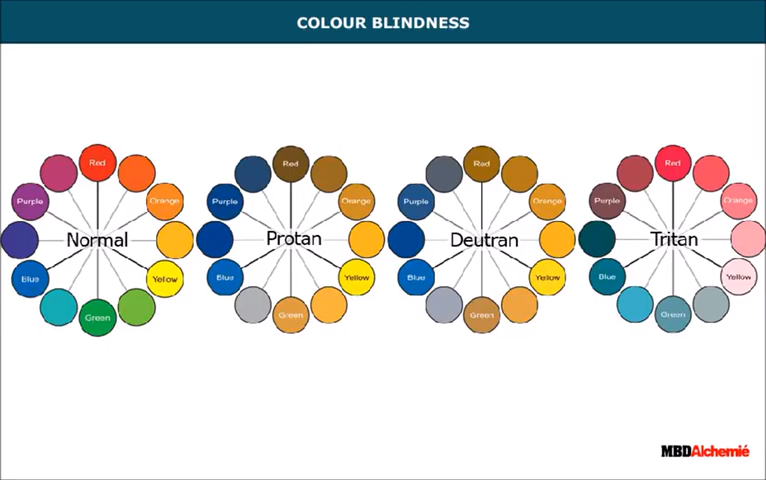 COLOUR BLINDNESS
Red
Orange
Yellow
Green
Blue
Purple
Normal
Red
Orange
Yellow
Green
Blue
Purple
Protan
Red
Orange
Yellow
Green
Blue
Purple
Deutran
Red
Orange
Yellow
Green
Blue
Purple
Tritan
MBDAlchemié